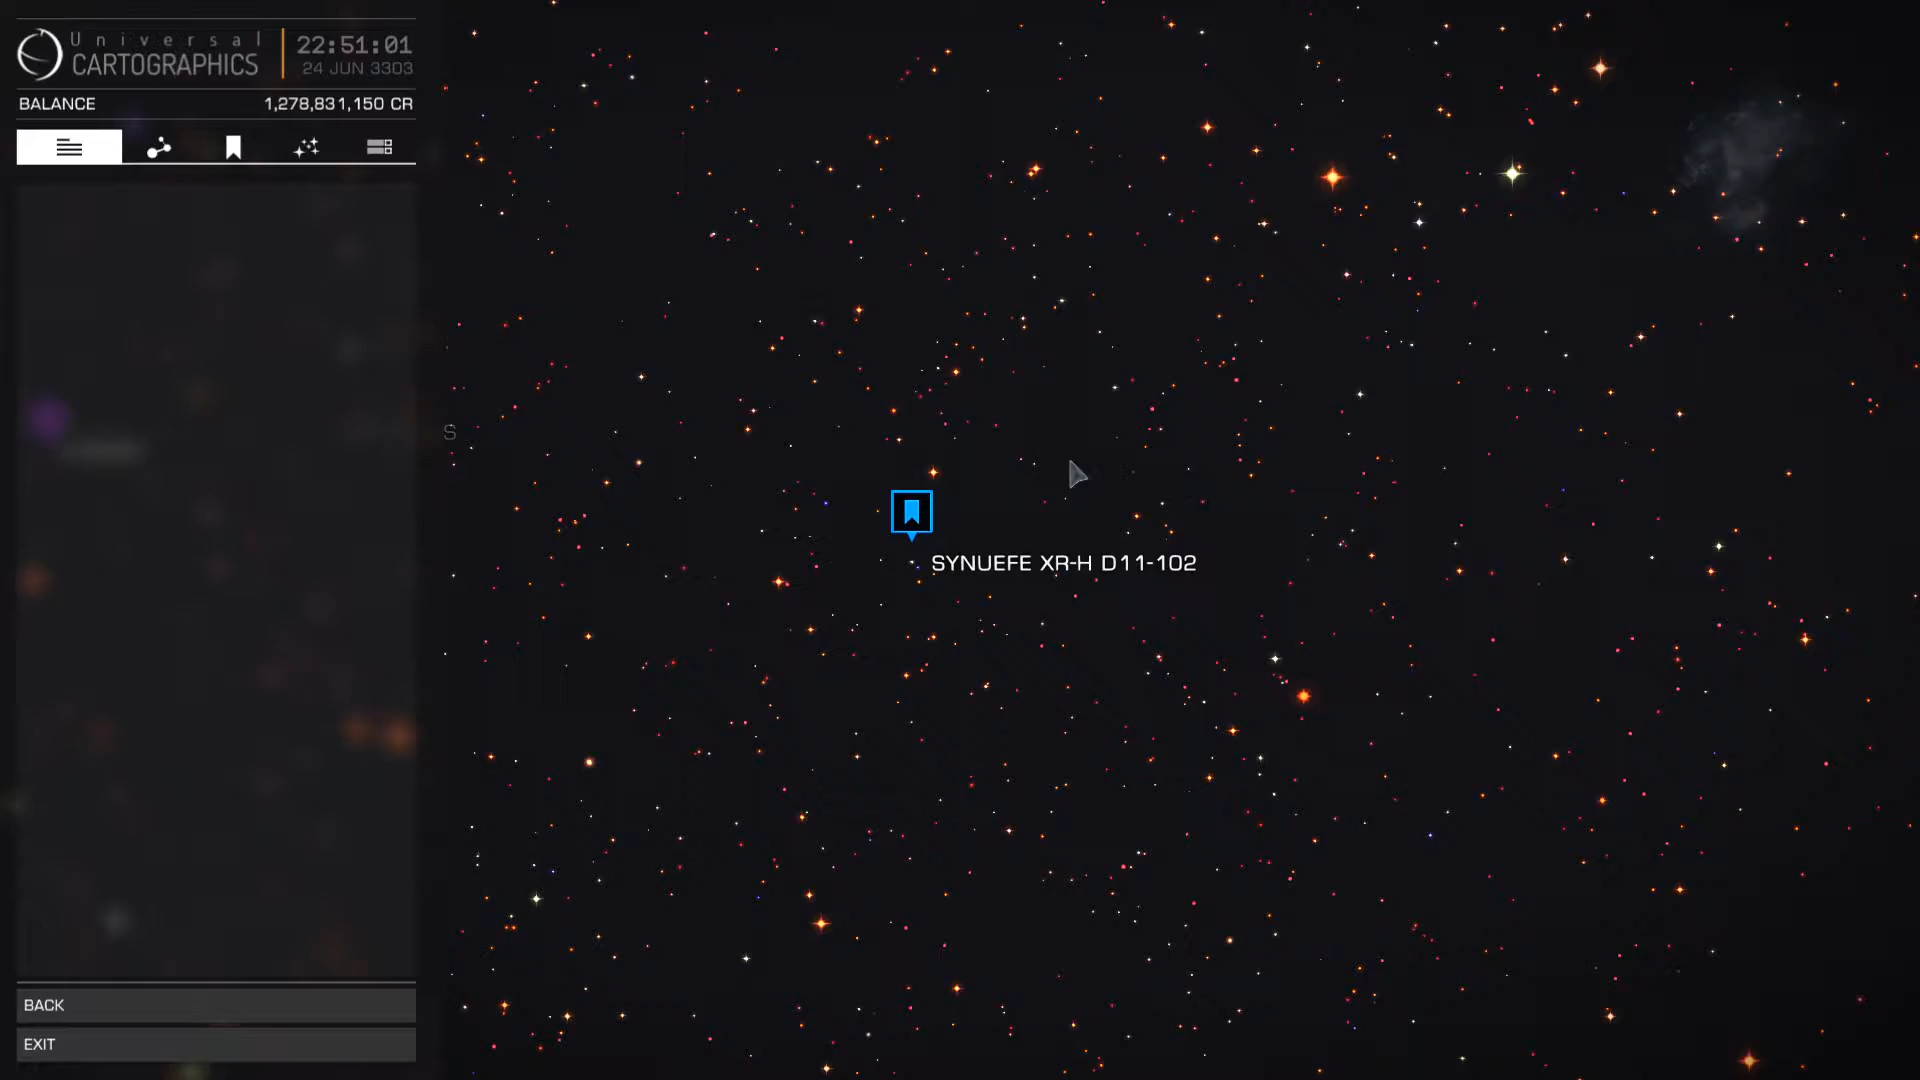 Universal
CARTOGRAPHICS
22:51:01
24 JUN 3303
BALANCE 1,278,831,150 CR
S
SYNUEFE XR-H D11-102
BACK
EXIT